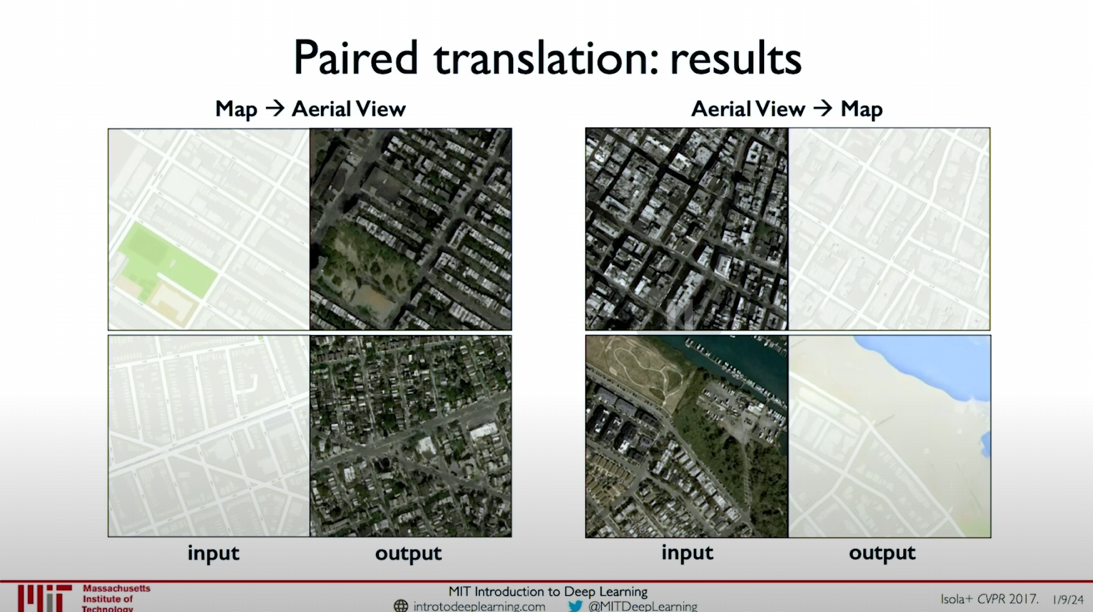 Paired translation: results
Map → Aerial View
Aerial View → Map
input
output
input
output
Massachusetts
Institute of
Technology
MIT Introduction to Deep Learning
introtodeeplearning.com
@MITDeepLearning
Isola+ CVPR 2017.
1/9/24